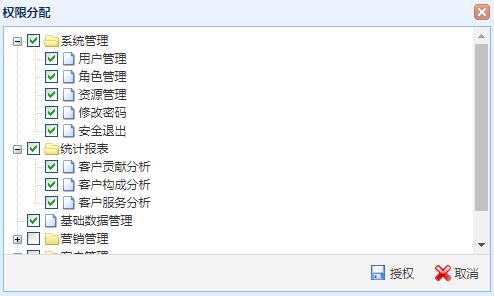 权限分配
系统管理
用户管理
角色管理
资源管理
修改密码
安全退出
统计报表
客户贡献分析
客户构成分析
客户服务分析
基础数据管理
营销管理
授权 取消